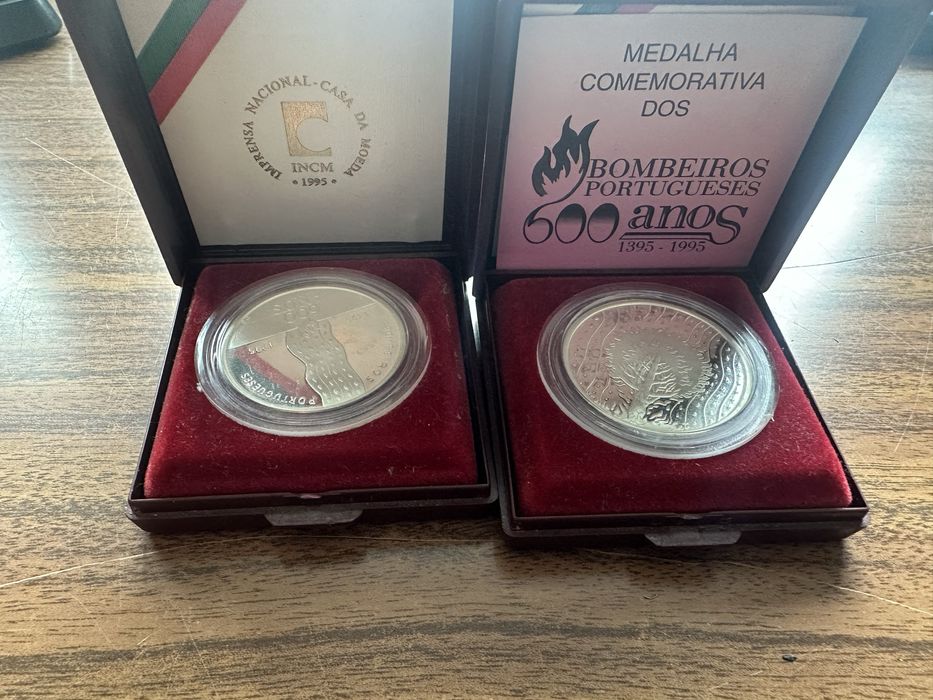 IMPRENSA NACIONAL-CASA DA MOEDA
INCM
• 1995 •
PORTUGUESES
MEDALHA
COMEMORATIVA
DOS
BOMBEIROS
PORTUGUESES
600 anos
1395 - 1995